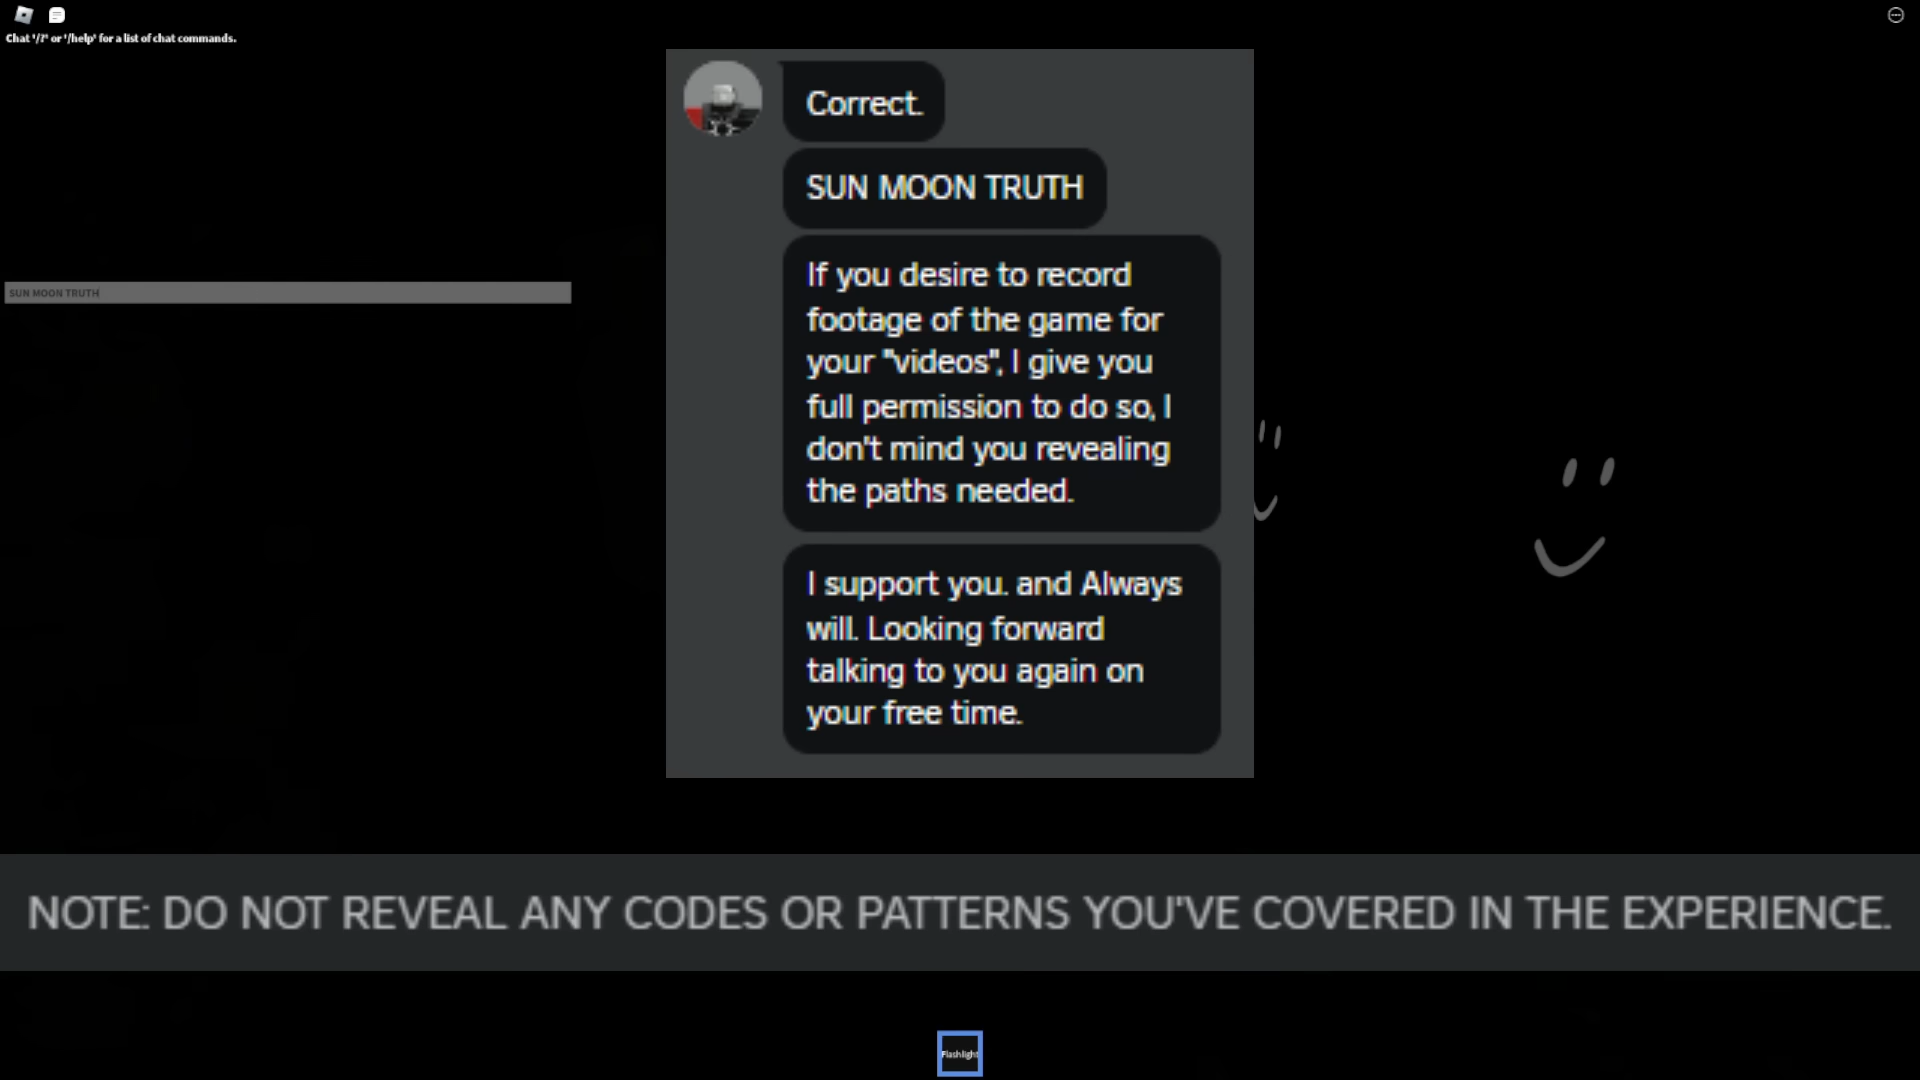 Chat '/?' or '/help' for a list of chat commands.
Correct.
SUN MOON TRUTH
SUN MOON TRUTH
If you desire to record
footage of the game for
your "videos", I give you
full permission to do so, I
don't mind you revealing
the paths needed.
I support you. and Always
will. Looking forward
talking to you again on
your free time.
NOTE: DO NOT REVEAL ANY CODES OR PATTERNS YOU'VE COVERED IN THE EXPERIENCE.
Flashlight